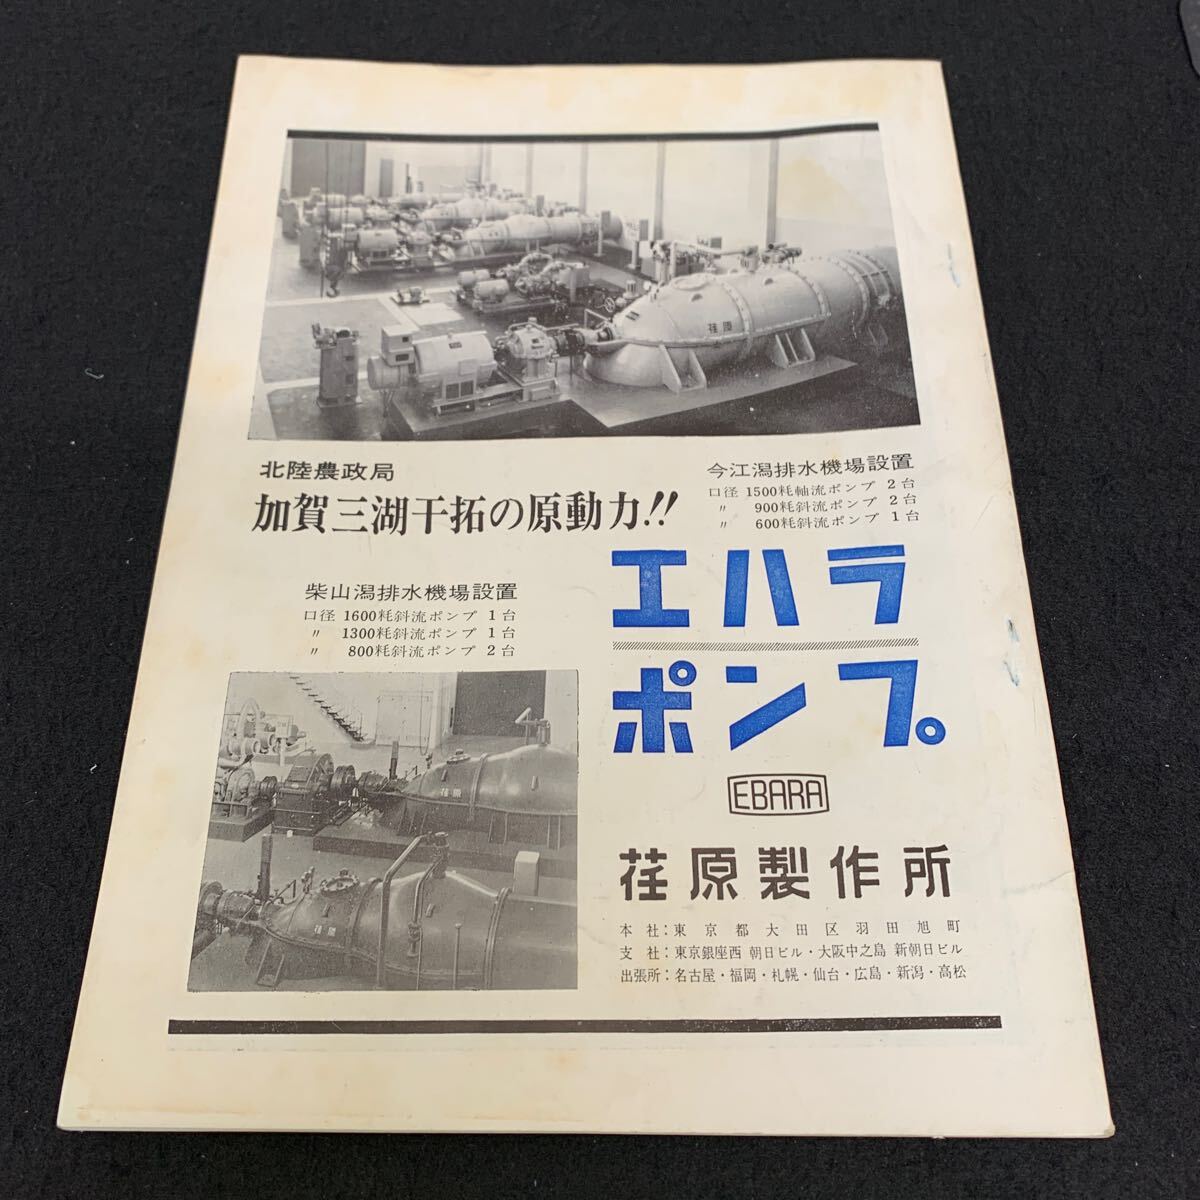 荏原
北陸農政局
加賀三湖干拓の原動力!!
今江潟排水機場設置
口径 1500粍軸流ポンプ 2台
〃 900粍斜流ポンプ 2台
〃 600粍斜流ポンプ 1台
柴山潟排水機場設置
口径 1600粍斜流ポンプ 1台
〃 1300粍斜流ポンプ 1台
〃 800粍斜流ポンプ 2台
エハラ
ポンプ
荏原
荏原
EBARA
荏原製作所
本社：東京都大田区羽田旭町
支社：東京銀座西 朝日ビル・大阪中之島 新朝日ビル
出張所：名古屋・福岡・札幌・仙台・広島・新潟・高松